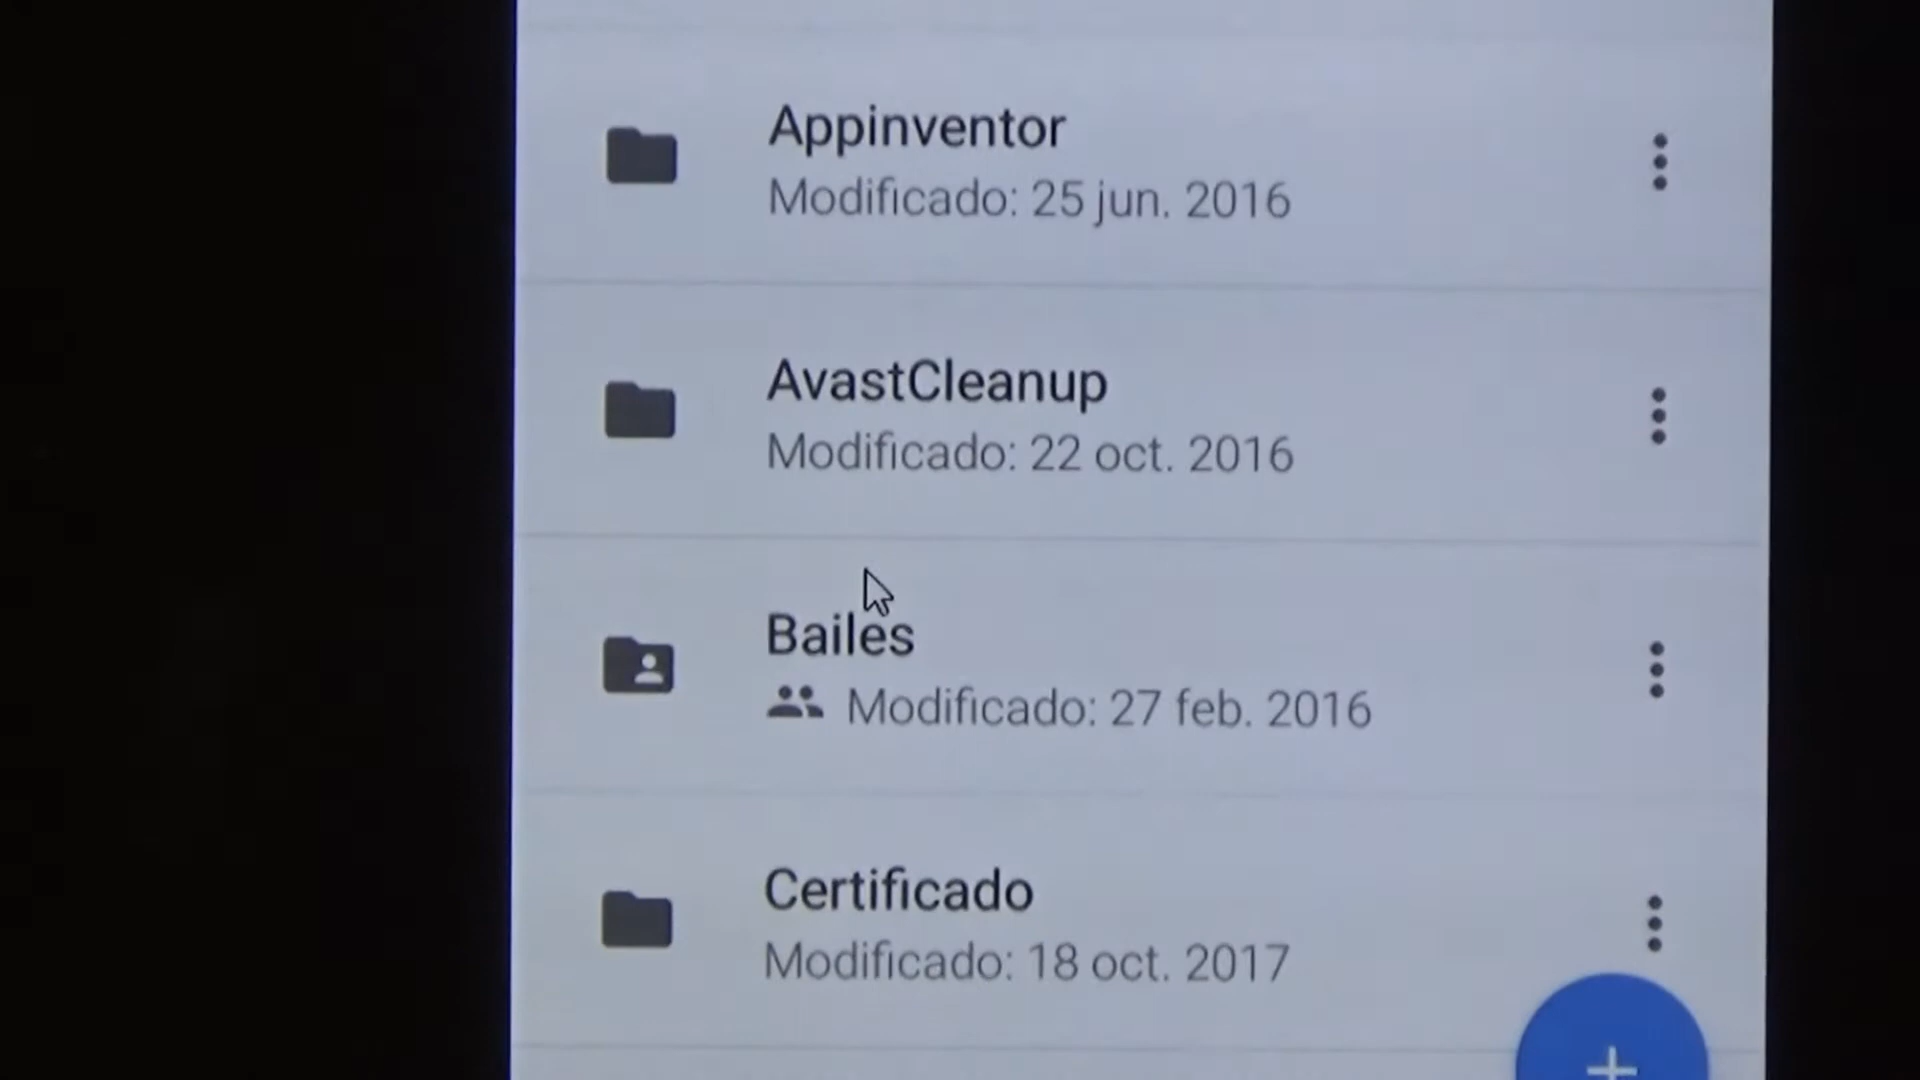 Appinventor
Modificado: 25 jun. 2016
AvastCleanup
Modificado: 22 oct. 2016
Bailes
Modificado: 27 feb. 2016
Certificado
Modificado: 18 oct. 2017